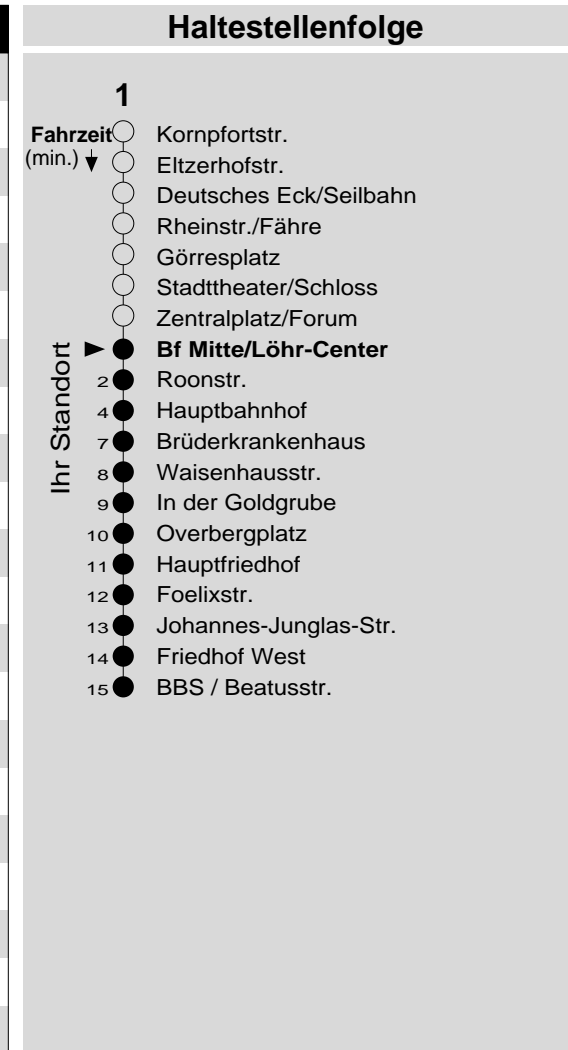 Haltestellenfolge
1
Fahrzeit Kornpfortstr.
(min.) Eltzerhofstr.
Deutsches Eck/Seilbahn
Rheinstr./Fähre
Görresplatz
Stadttheater/Schloss
Zentralplatz/Forum
Ihr Standort
Bf Mitte/Löhr-Center
2 Roonstr.
4 Hauptbahnhof
7 Brüderkrankenhaus
8 Waisenhausstr.
9 In der Goldgrube
10 Overbergplatz
11 Hauptfriedhof
12 Foelixstr.
13 Johannes-Junglas-Str.
14 Friedhof West
15 BBS / Beatusstr.